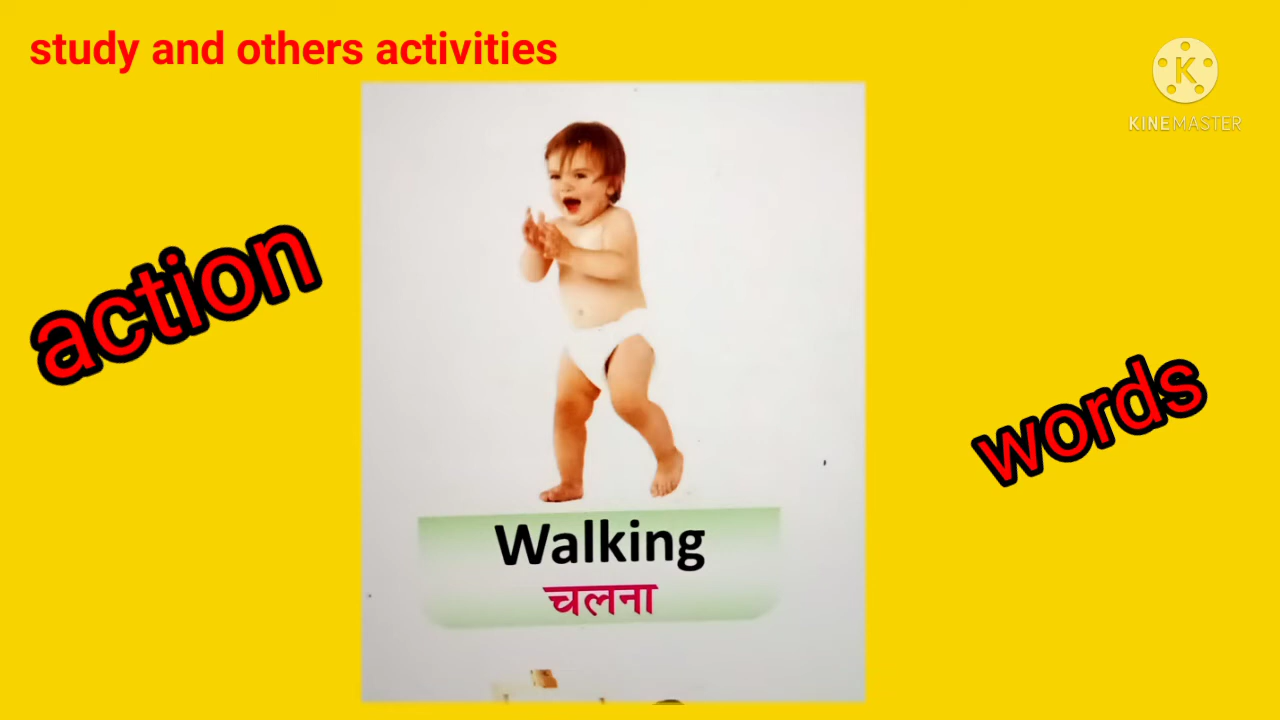 study and others activities
KINEMASTER
action
words
Walking
चलना